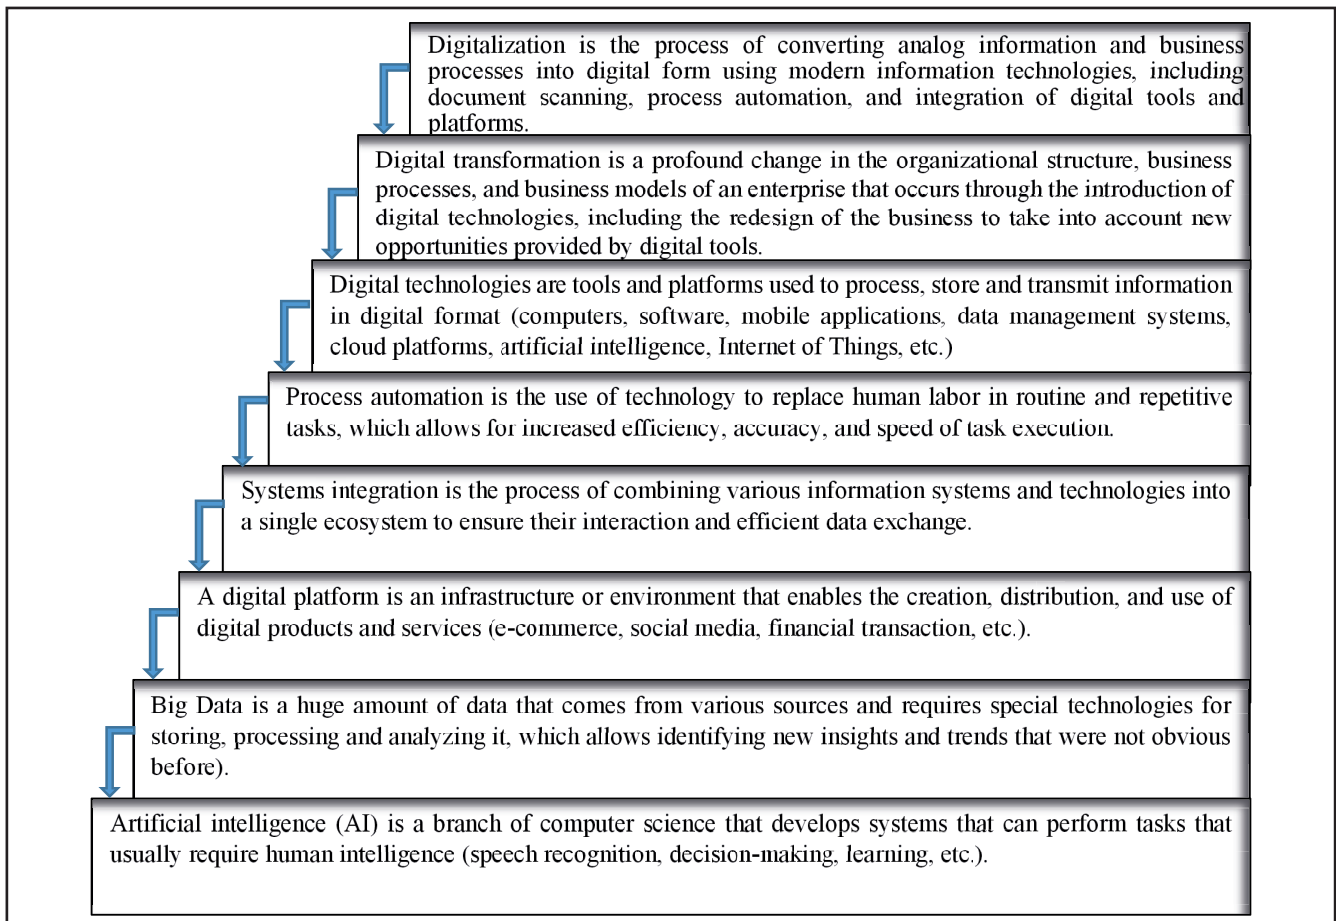 Digitalization is the process of converting analog information and business
processes into digital form using modern information technologies, including
document scanning, process automation, and integration of digital tools and
platforms.
Digital transformation is a profound change in the organizational structure, business
processes, and business models of an enterprise that occurs through the introduction of
digital technologies, including the redesign of the business to take into account new
opportunities provided by digital tools.
Digital technologies are tools and platforms used to process, store and transmit information
in digital format (computers, software, mobile applications, data management systems,
cloud platforms, artificial intelligence, Internet of Things, etc.)
Process automation is the use of technology to replace human labor in routine and repetitive
tasks, which allows for increased efficiency, accuracy, and speed of task execution.
Systems integration is the process of combining various information systems and technologies into
a single ecosystem to ensure their interaction and efficient data exchange.
A digital platform is an infrastructure or environment that enables the creation, distribution, and use of
digital products and services (e-commerce, social media, financial transaction, etc.).
Big Data is a huge amount of data that comes from various sources and requires special technologies for
storing, processing and analyzing it, which allows identifying new insights and trends that were not obvious
before).
Artificial intelligence (AI) is a branch of computer science that develops systems that can perform tasks that
usually require human intelligence (speech recognition, decision-making, learning, etc.).